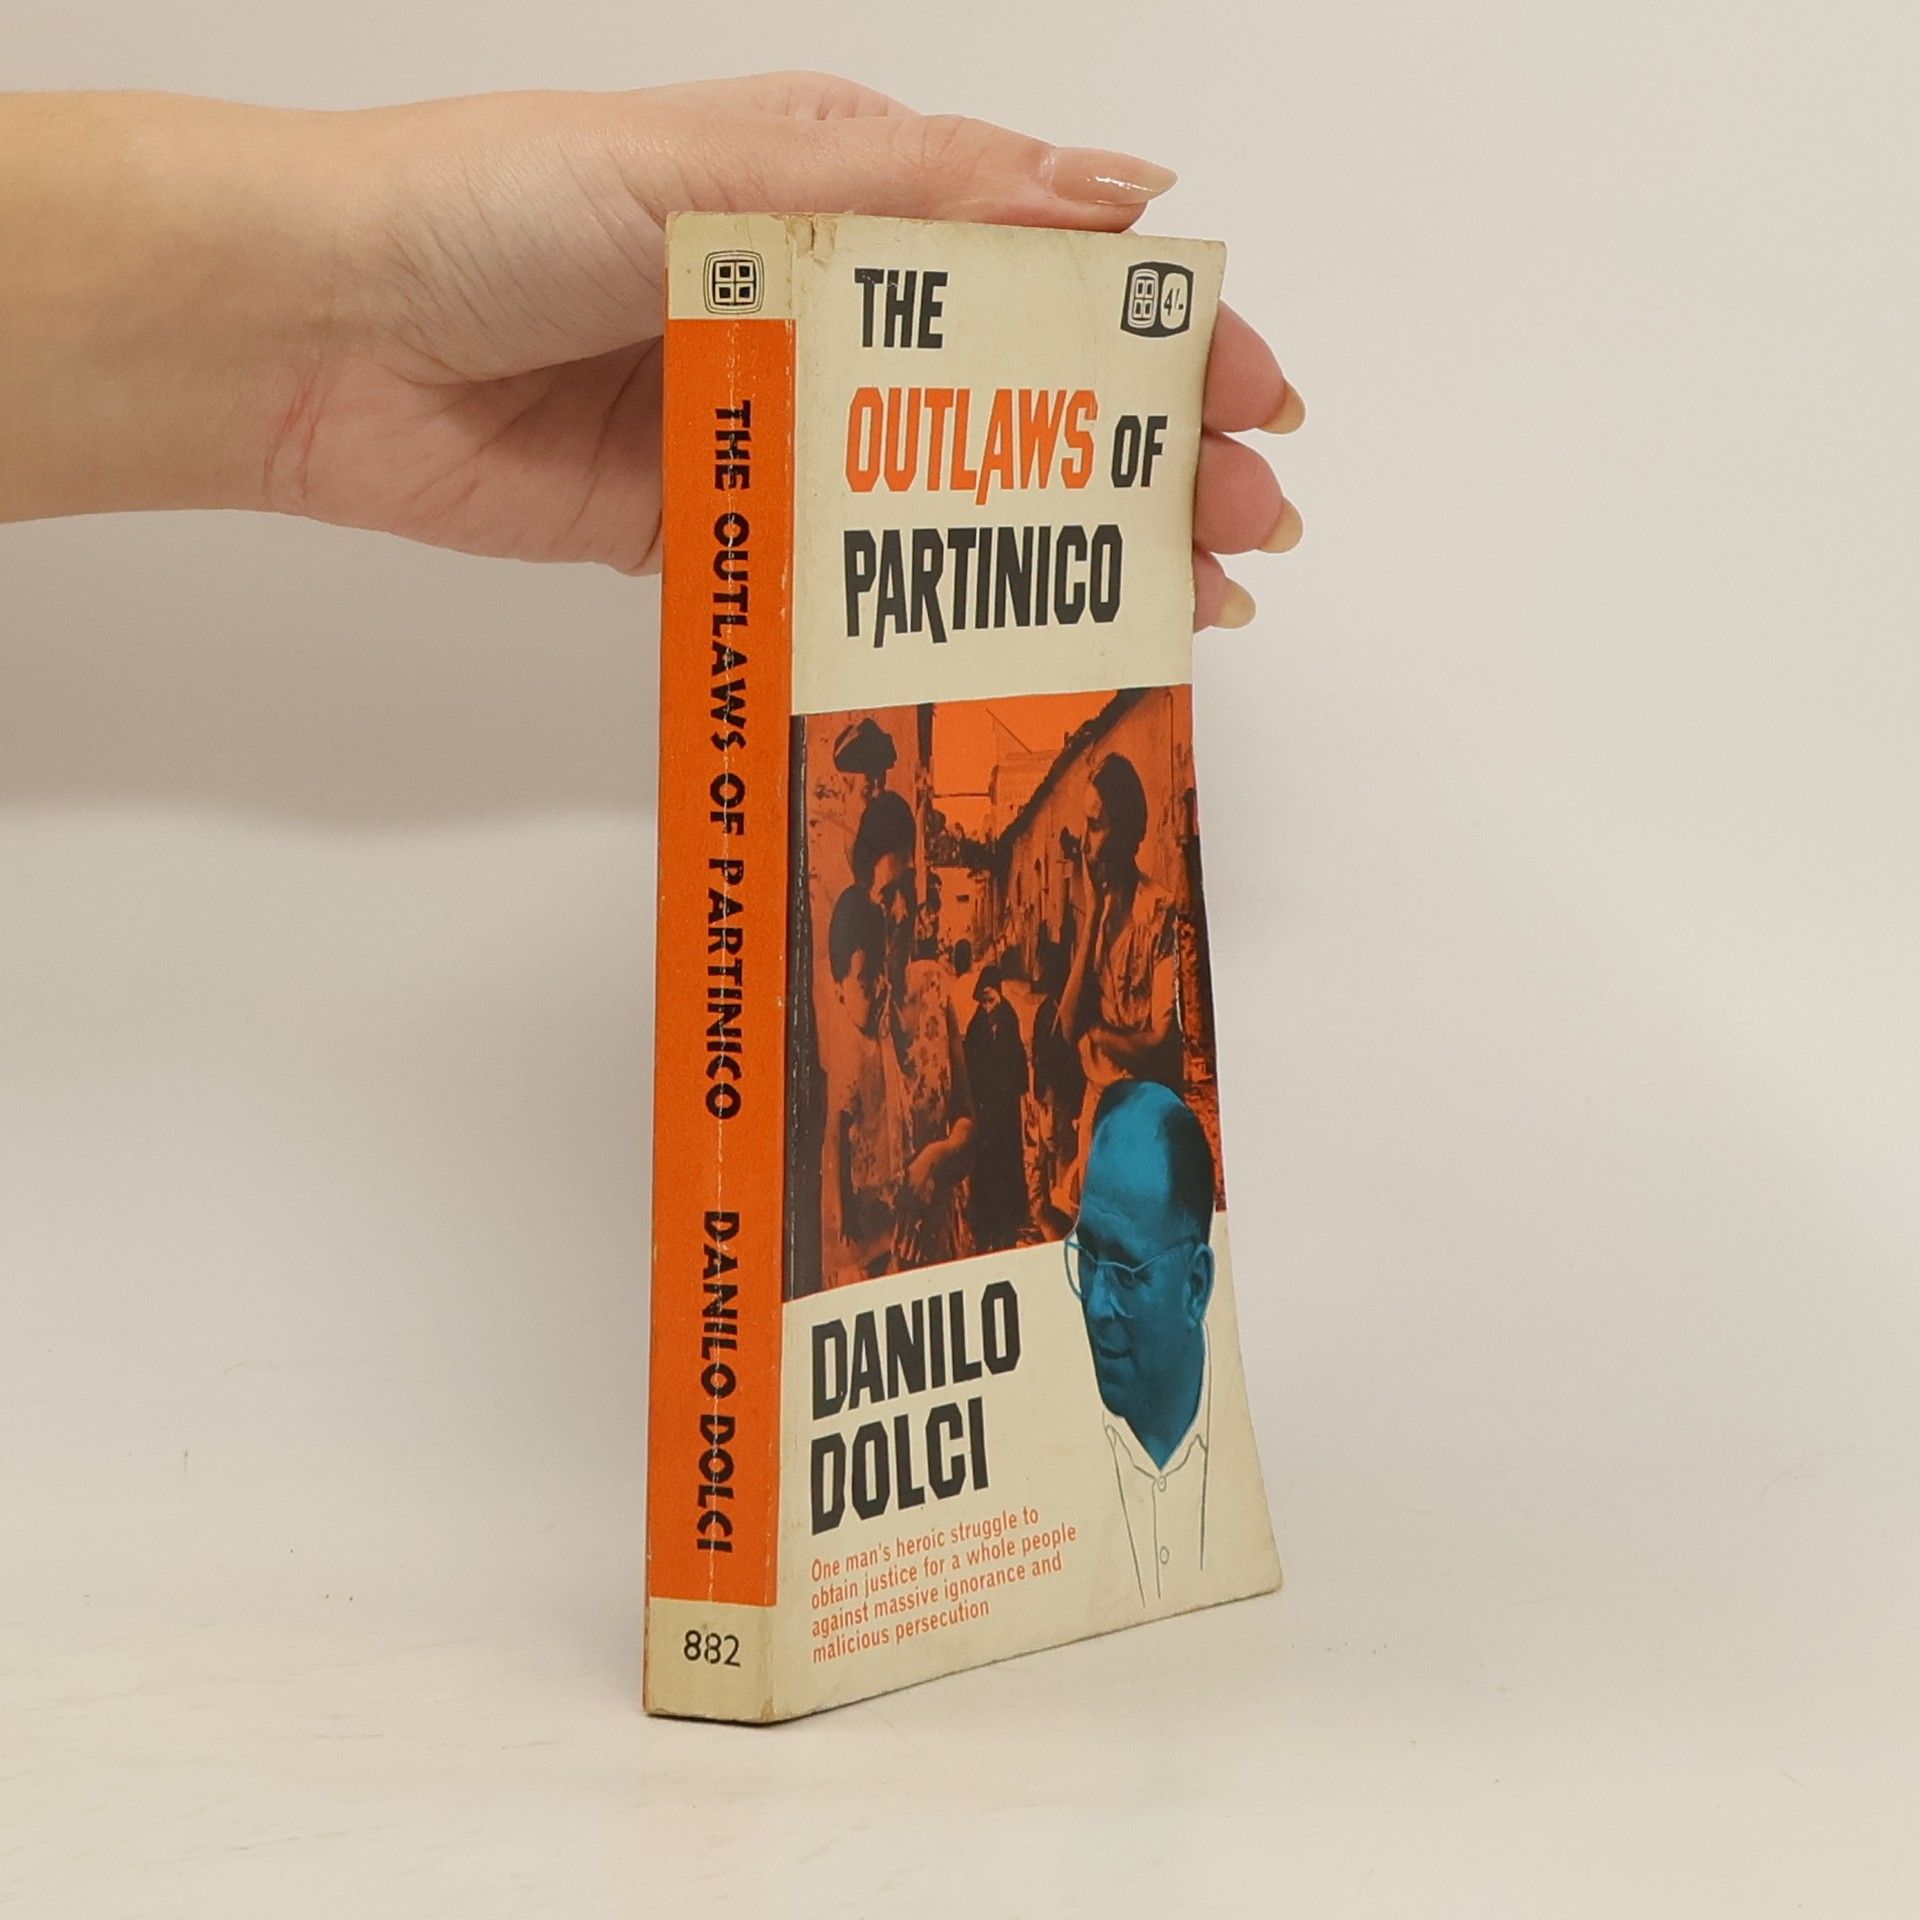 THE OUTLAWS OF PARTINICO DANILO DOLCI
882
THE
4/-
OUTLAWS OF
PARTINICO
DANILO
DOLCI
One man's heroic struggle to
obtain justice for a whole people
against massive ignorance and
malicious persecution